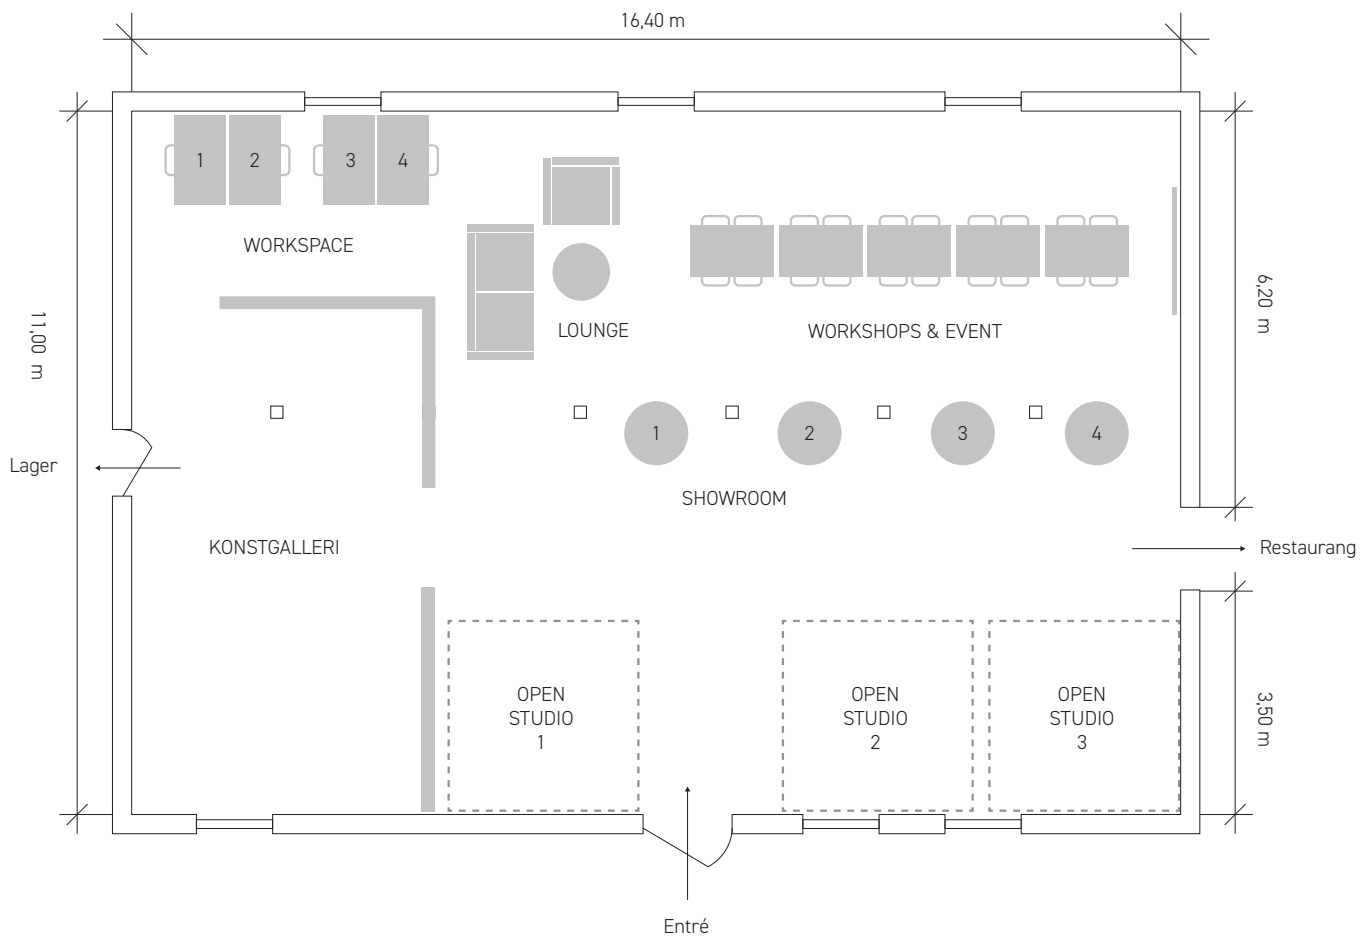 16,40 m
1
2
3
4
WORKSPACE
11,00 m
6,20 m
LOUNGE
WORKSHOPS & EVENT
1
2
3
4
Lager
SHOWROOM
KONSTGALLERI
Restaurang
OPEN
STUDIO
1
OPEN
STUDIO
2
OPEN
STUDIO
3
3,50 m
Entré